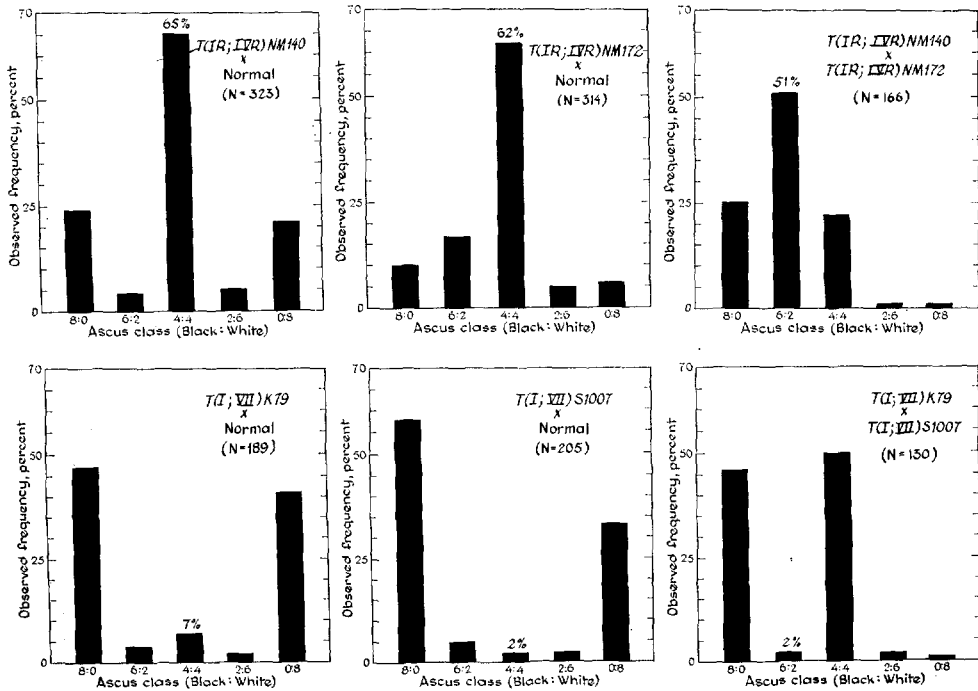 Observed frequency, percent
70
50
25
0
65%
T(IR; IVR)NM140
x
Normal
(N=323)
8:0 6:2 4:4 2:6 0:8
Ascus class (Black:White)
Observed frequency, percent
70
50
25
0
62%
T(IR; IVR)NM172
x
Normal
(N=314)
8:0 6:2 4:4 2:6 0:8
Ascus class (Black:White)
Observed frequency, percent
70
50
25
0
51%
T(IR; IVR)NM140
x
T(IR; IVR)NM172
(N=166)
8:0 6:2 4:4 2:6 0:8
Ascus class (Black:White)
Observed frequency, percent
70
50
25
0
7%
T(I; VII)K79
x
Normal
(N=189)
8:0 6:2 4:4 2:6 0:8
Ascus class (Black:White)
Observed frequency, percent
70
50
25
0
2%
T(I; VII)S1007
x
Normal
(N=205)
8:0 6:2 4:4 2:6 0:8
Ascus class (Black:White)
Observed frequency, percent
70
50
25
0
2%
T(I; VII)K79
x
T(I; VII)S1007
(N=130)
8:0 6:2 4:4 2:6 0:8
Ascus class (Black:White)